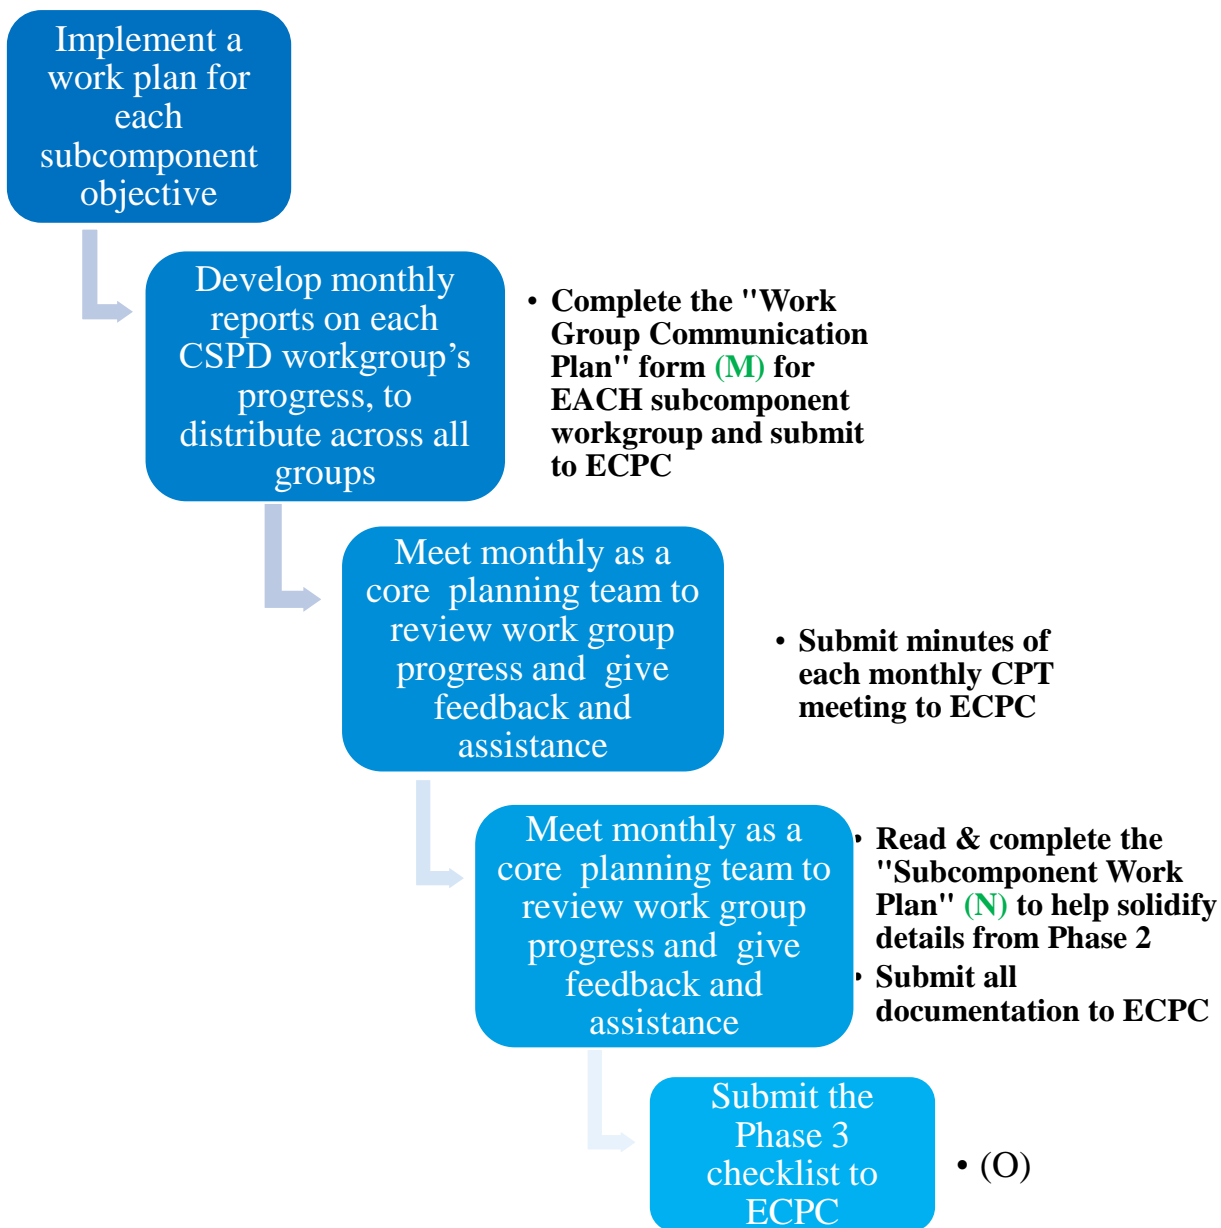 Implement a
work plan for
each
subcomponent
objective
Develop monthly
reports on each
CSPD workgroup’s
progress, to
distribute across all
groups
• Complete the "Work
Group Communication
Plan" form (M) for
EACH subcomponent
workgroup and submit
to ECPC
Meet monthly as a
core planning team to
review work group
progress and give
feedback and
assistance
• Submit minutes of
each monthly CPT
meeting to ECPC
Meet monthly as a
core planning team to
review work group
progress and give
feedback and
assistance
• Read & complete the
"Subcomponent Work
Plan" (N) to help solidify
details from Phase 2
• Submit all
documentation to ECPC
Submit the
Phase 3
checklist to
ECPC
• (O)